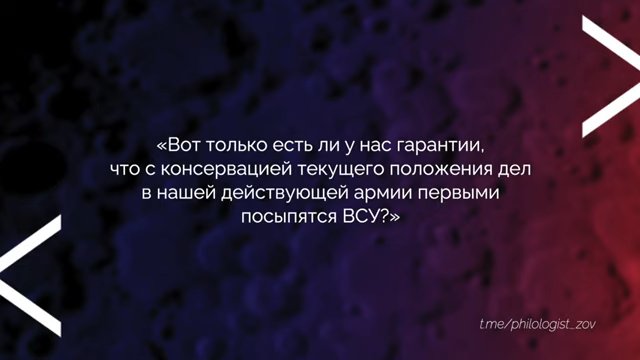 «Вот только есть ли у нас гарантии,
что с консервацией текущего положения дел
в нашей действующей армии первыми
посыпятся ВСУ?»
t.me/philologist_zov